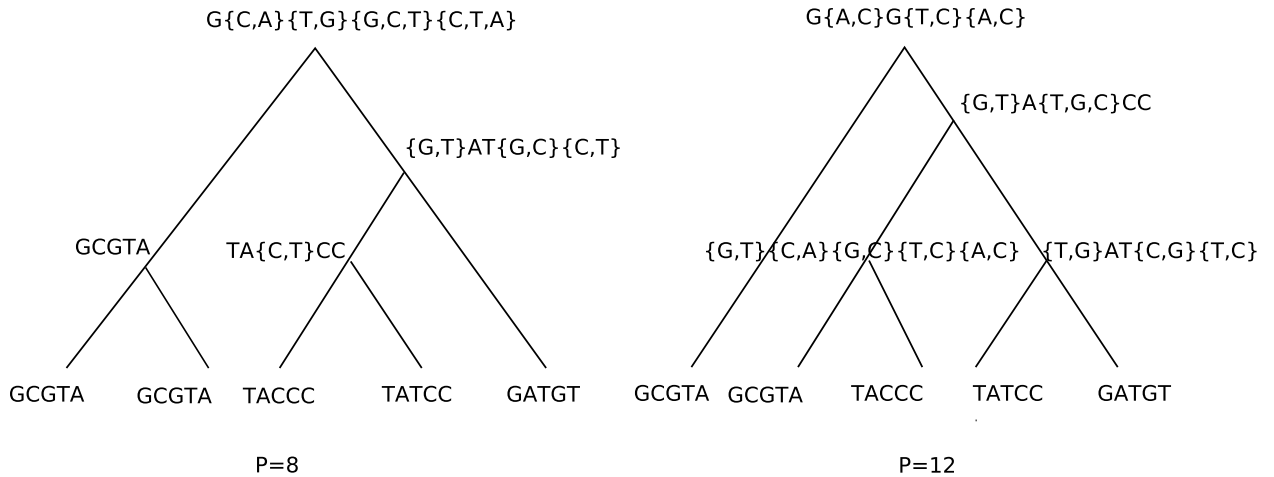 G{C,A}{T,G}{G,C,T}{C,T,A}
{G,T}AT{G,C}{C,T}
GCGTA
TA{C,T}CC
GCGTA
GCGTA
TACCC
TATCC
GATGT
P=8
G{A,C}G{T,C}{A,C}
{G,T}A{T,G,C}CC
{G,T}{C,A}{G,C}{T,C}{A,C}
{T,G}AT{C,G}{T,C}
GCGTA
GCGTA
TACCC
TATCC
GATGT
P=12